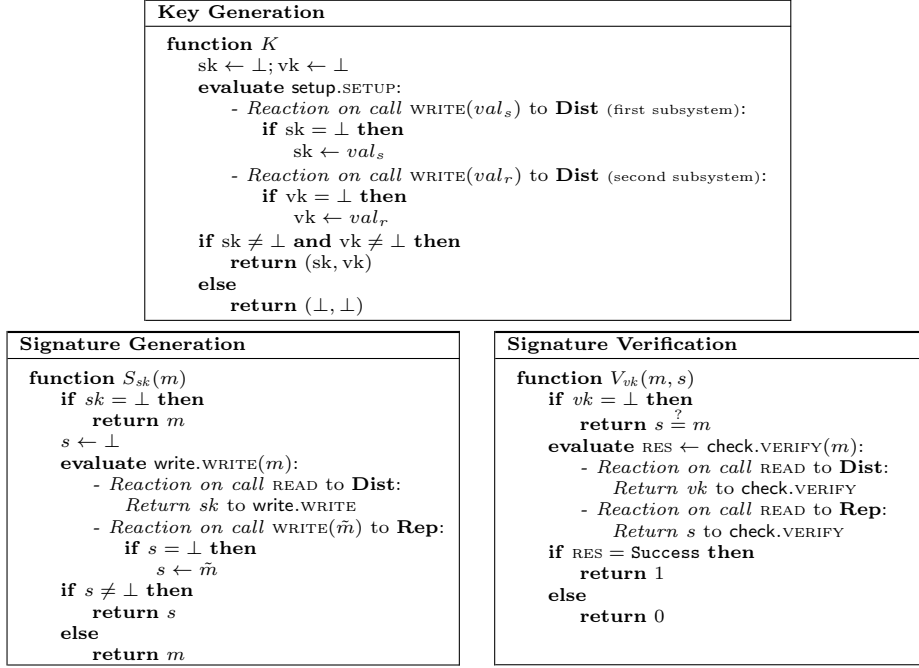 Key Generation
function K
sk ← ⊥; vk ← ⊥
evaluate setup.SETUP:
- Reaction on call WRITE(val_s) to Dist (first subsystem):
if sk = ⊥ then
sk ← val_s
- Reaction on call WRITE(val_r) to Dist (second subsystem):
if vk = ⊥ then
vk ← val_r
if sk ≠ ⊥ and vk ≠ ⊥ then
return (sk, vk)
else
return (⊥, ⊥)
Signature Generation
function S_sk(m)
if sk = ⊥ then
return m
s ← ⊥
evaluate write.WRITE(m):
- Reaction on call READ to Dist:
Return sk to write.WRITE
- Reaction on call WRITE(m̃) to Rep:
if s = ⊥ then
s ← m̃
if s ≠ ⊥ then
return s
else
return m
Signature Verification
function V_vk(m, s)
if vk = ⊥ then
return s ≟ m
evaluate RES ← check.VERIFY(m):
- Reaction on call READ to Dist:
Return vk to check.VERIFY
- Reaction on call READ to Rep:
Return s to check.VERIFY
if RES = Success then
return 1
else
return 0